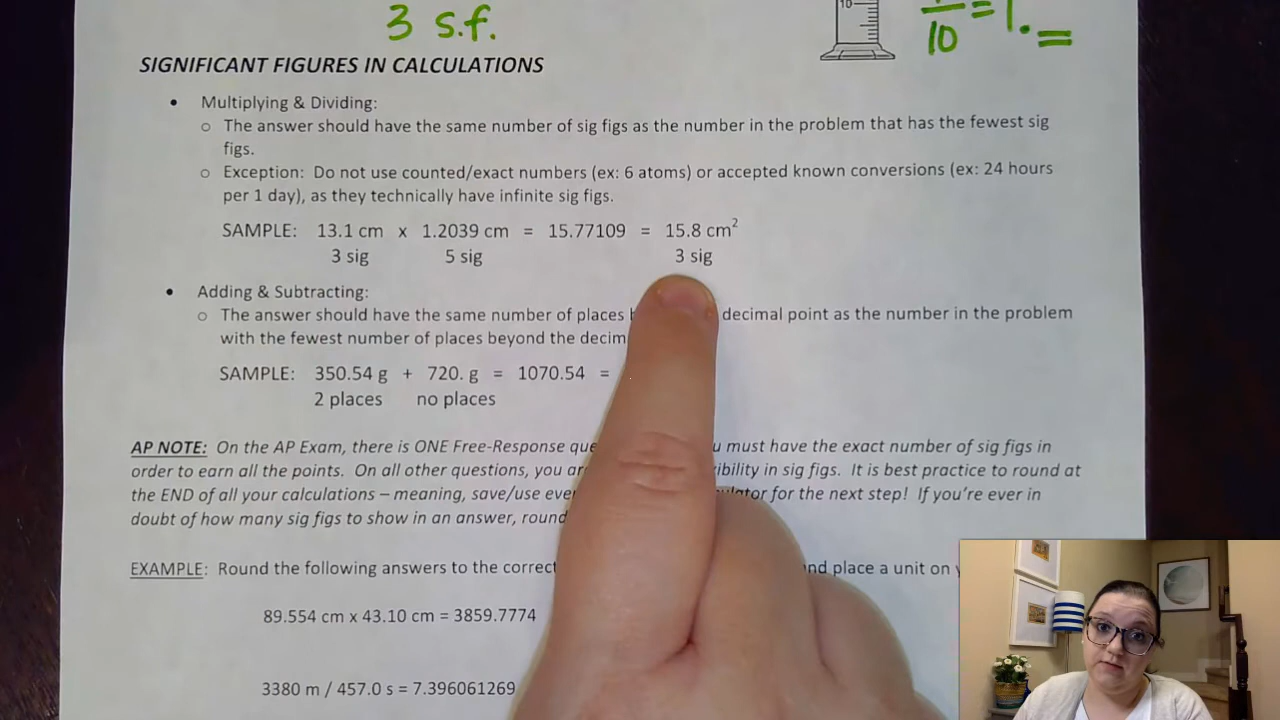 3 s.f.
10
10 = 1. =
SIGNIFICANT FIGURES IN CALCULATIONS
• Multiplying & Dividing:
o The answer should have the same number of sig figs as the number in the problem that has the fewest sig
figs.
o Exception: Do not use counted/exact numbers (ex: 6 atoms) or accepted known conversions (ex: 24 hours
per 1 day), as they technically have infinite sig figs.
SAMPLE: 13.1 cm x 1.2039 cm = 15.77109 = 15.8 cm²
3 sig 5 sig 3 sig
• Adding & Subtracting:
o The answer should have the same number of places decimal point as the number in the problem
with the fewest number of places beyond the decim
SAMPLE: 350.54 g + 720. g = 1070.54 =
2 places no places
AP NOTE: On the AP Exam, there is ONE Free-Response que u must have the exact number of sig figs in
order to earn all the points. On all other questions, you ar ibility in sig figs. It is best practice to round at
the END of all your calculations – meaning, save/use eve ulator for the next step! If you're ever in
doubt of how many sig figs to show in an answer, round
EXAMPLE: Round the following answers to the correct nd place a unit on
89.554 cm x 43.10 cm = 3859.7774
3380 m / 457.0 s = 7.396061269